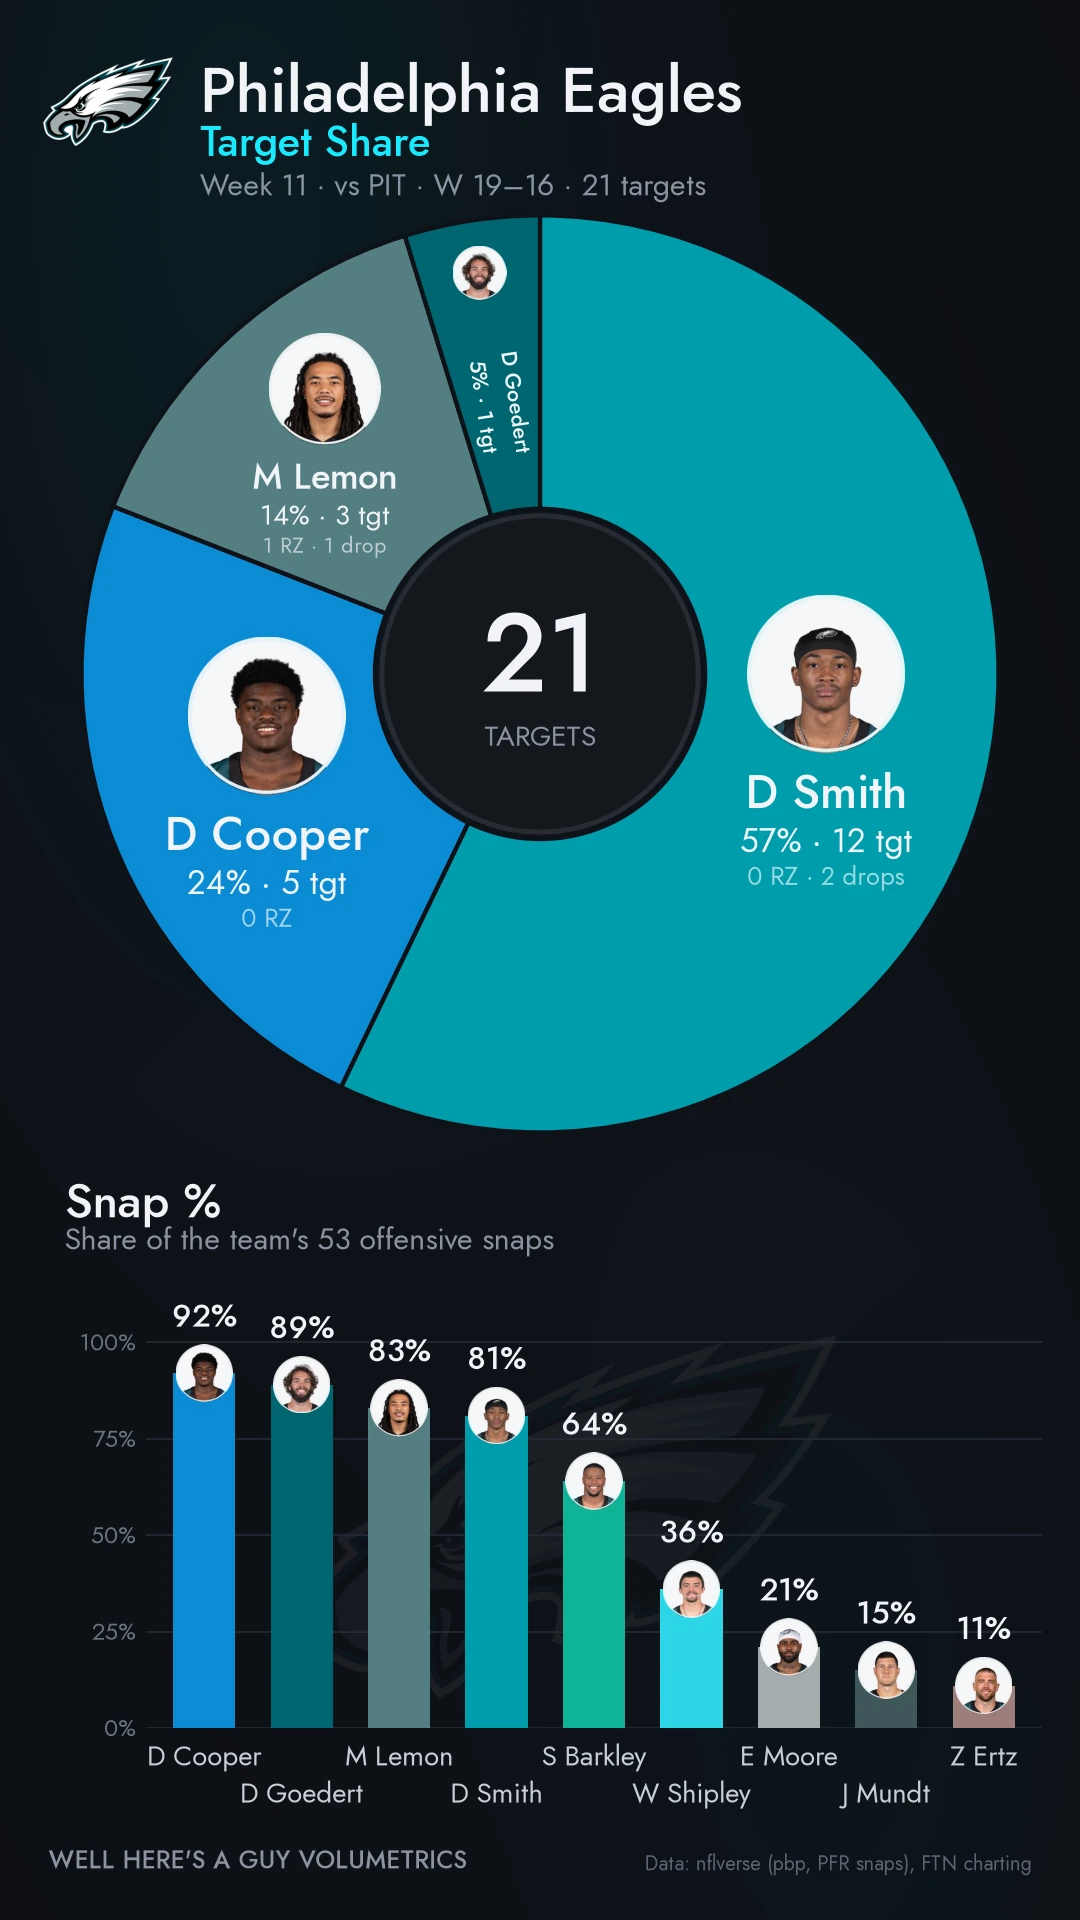 Philadelphia Eagles
Target Share
Week 11 · vs PIT · W 19–16 · 21 targets
D Goedert
5% · 1 tgt
M Lemon
14% · 3 tgt
1 RZ · 1 drop
21
TARGETS
D Smith
57% · 12 tgt
0 RZ · 2 drops
D Cooper
24% · 5 tgt
0 RZ
Snap %
Share of the team's 53 offensive snaps
92%
89%
83%
81%
64%
36%
21%
15%
11%
100%
75%
50%
25%
0%
D Cooper
D Goedert
M Lemon
D Smith
S Barkley
W Shipley
E Moore
J Mundt
Z Ertz
WELL HERE'S A GUY VOLUMETRICS
Data: nflverse (pbp, PFR snaps), FTN charting